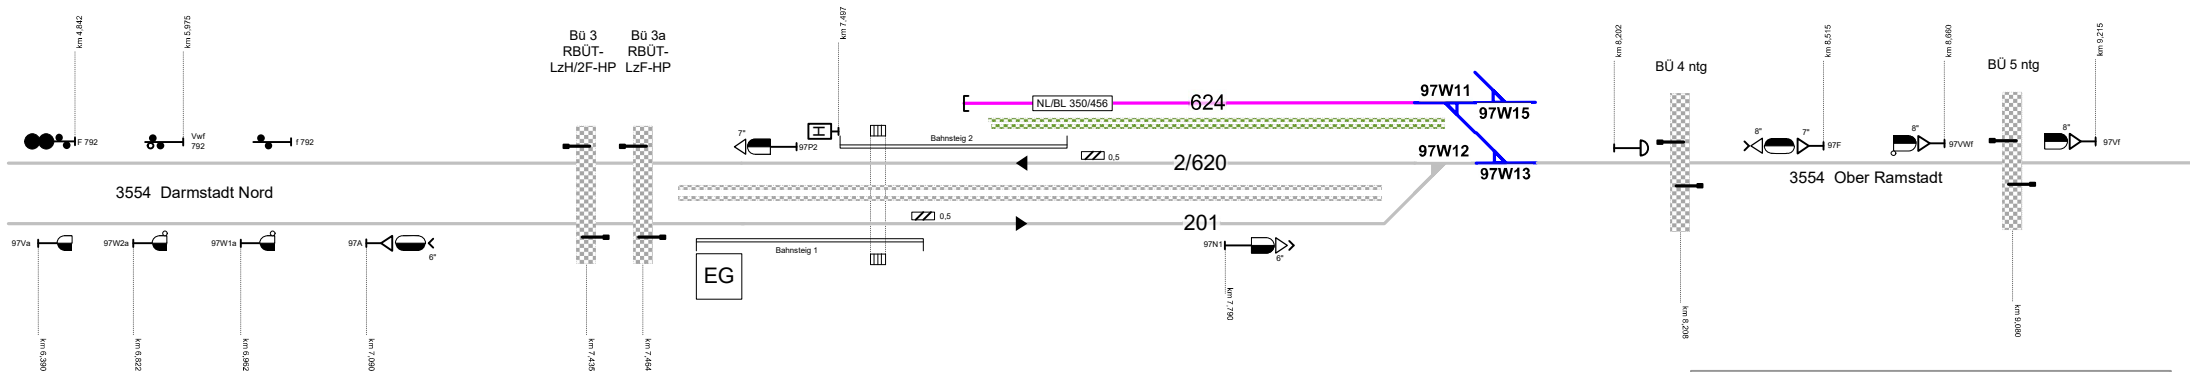 km 4,842
km 5,975
Bü 3
RBÜT-
LzH/2F-HP
Bü 3a
RBÜT-
LzF-HP
km 7,497
km 8,202
km 8,515
km 8,660
km 9,215
BÜ 4 ntg
BÜ 5 ntg
97W11
NL/BL 350/456
624
97W15
F 792
Vwf
792
f 792
7"
97P2
Bahnsteig 2
0,5
97W12
8"
7"
97F
8"
97VWf
8"
97Vf
2/620
97W13
3554 Darmstadt Nord
3554 Ober Ramstadt
0,5
201
97Va
97W2a
97W1a
97A
6"
Bahnsteig 1
97N1
6"
EG
km 6,390
km 6,822
km 6,962
km 7,090
km 7,435
km 7,464
km 7,790
km 8,208
km 9,080